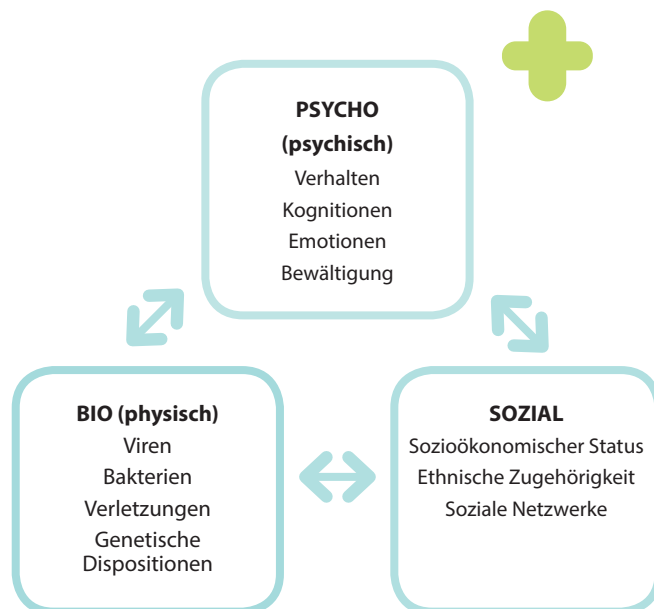 PSYCHO
(psychisch)
Verhalten
Kognitionen
Emotionen
Bewältigung
BIO (physisch)
Viren
Bakterien
Verletzungen
Genetische
Dispositionen
SOZIAL
Sozioökonomischer Status
Ethnische Zugehörigkeit
Soziale Netzwerke